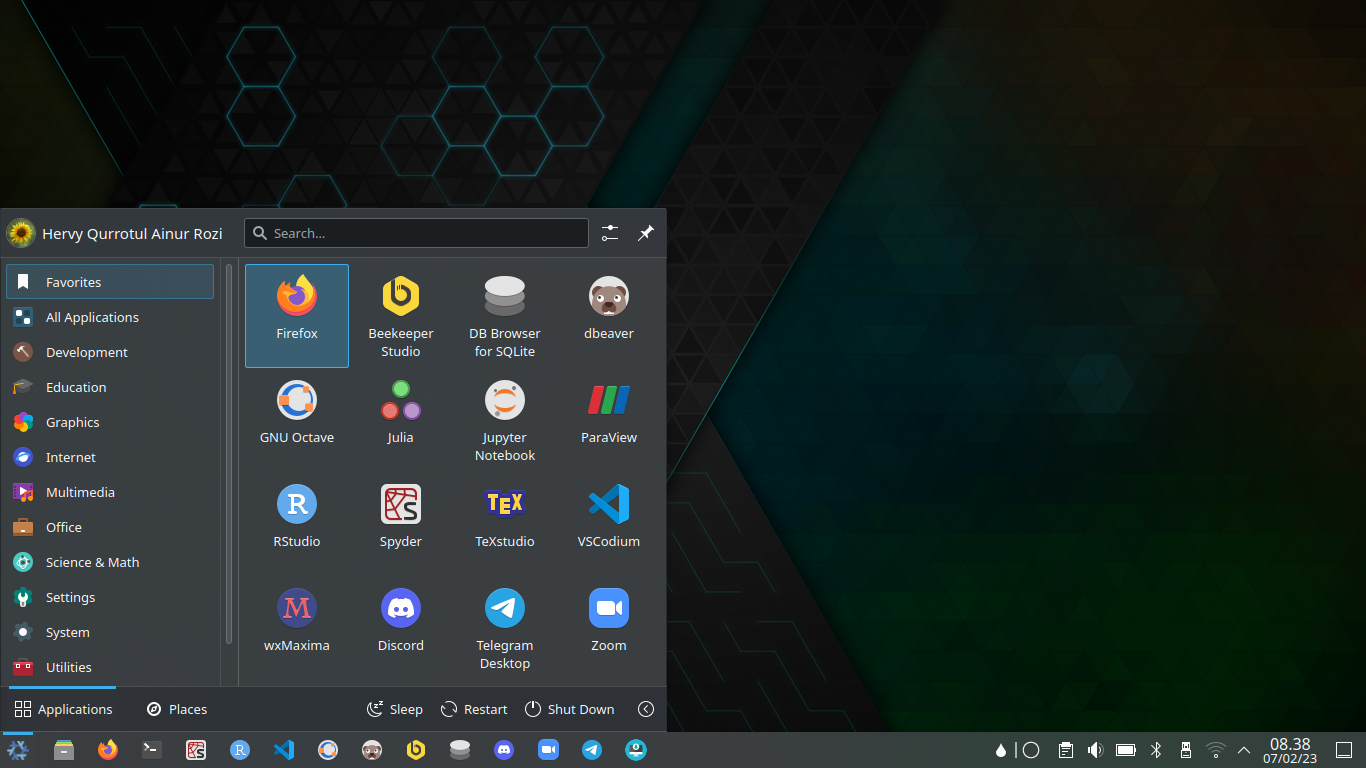 Hervy Qurrotul Ainur Rozi
Search...
Favorites
All Applications
Development
Education
Graphics
Internet
Multimedia
Office
Science & Math
Settings
System
Utilities
Firefox
Beekeeper
Studio
DB Browser
for SQLite
dbeaver
GNU Octave
Julia
Jupyter
Notebook
ParaView
R
RStudio
S
Spyder
TEX
TeXstudio
VSCodium
M
wxMaxima
Discord
Telegram
Desktop
Zoom
Applications
Places
Sleep
Restart
Shut Down
S
R
08.38
07/02/23